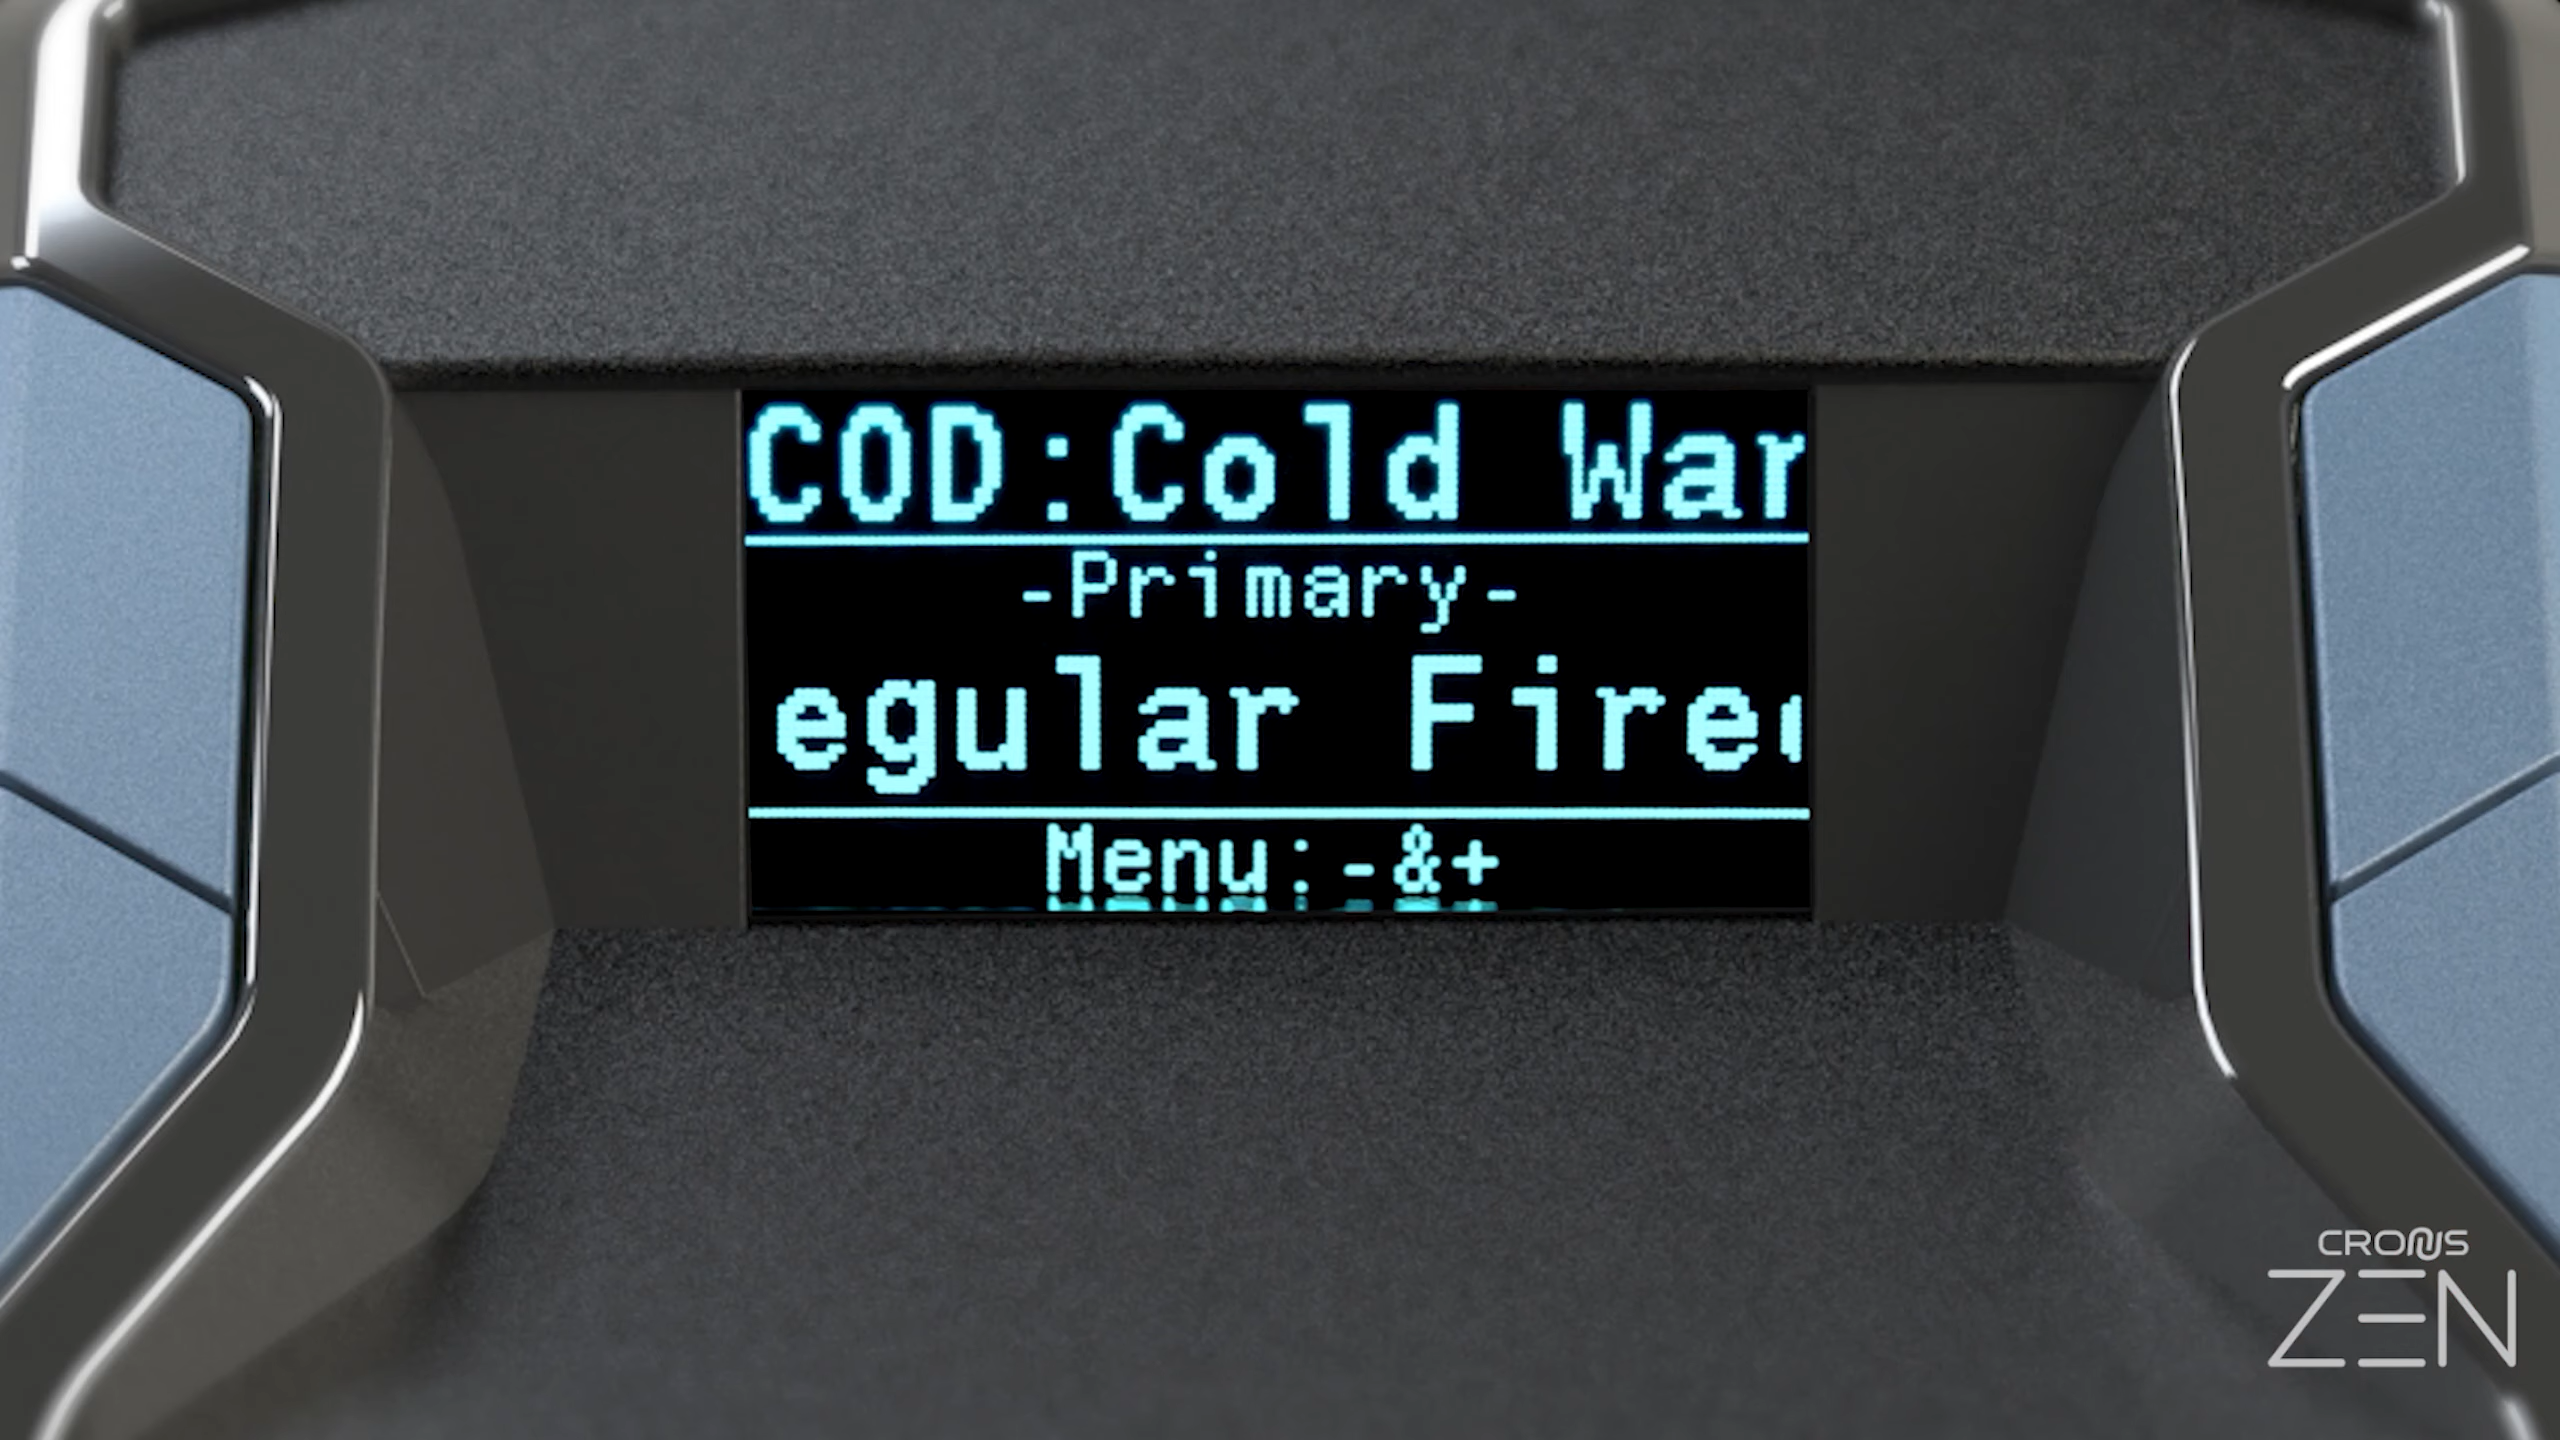 COD:Cold War
-Primary-
egular Fire
Menu:-&+
CRONUS
ZEN